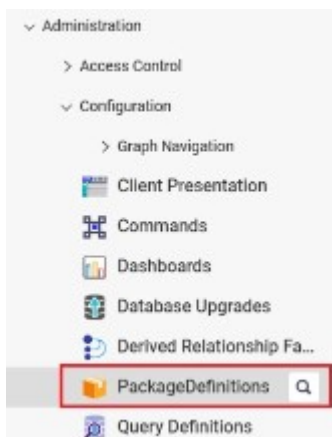 Administration
Access Control
Configuration
Graph Navigation
Client Presentation
Commands
Dashboards
Database Upgrades
Derived Relationship Fa...
PackageDefinitions
Query Definitions